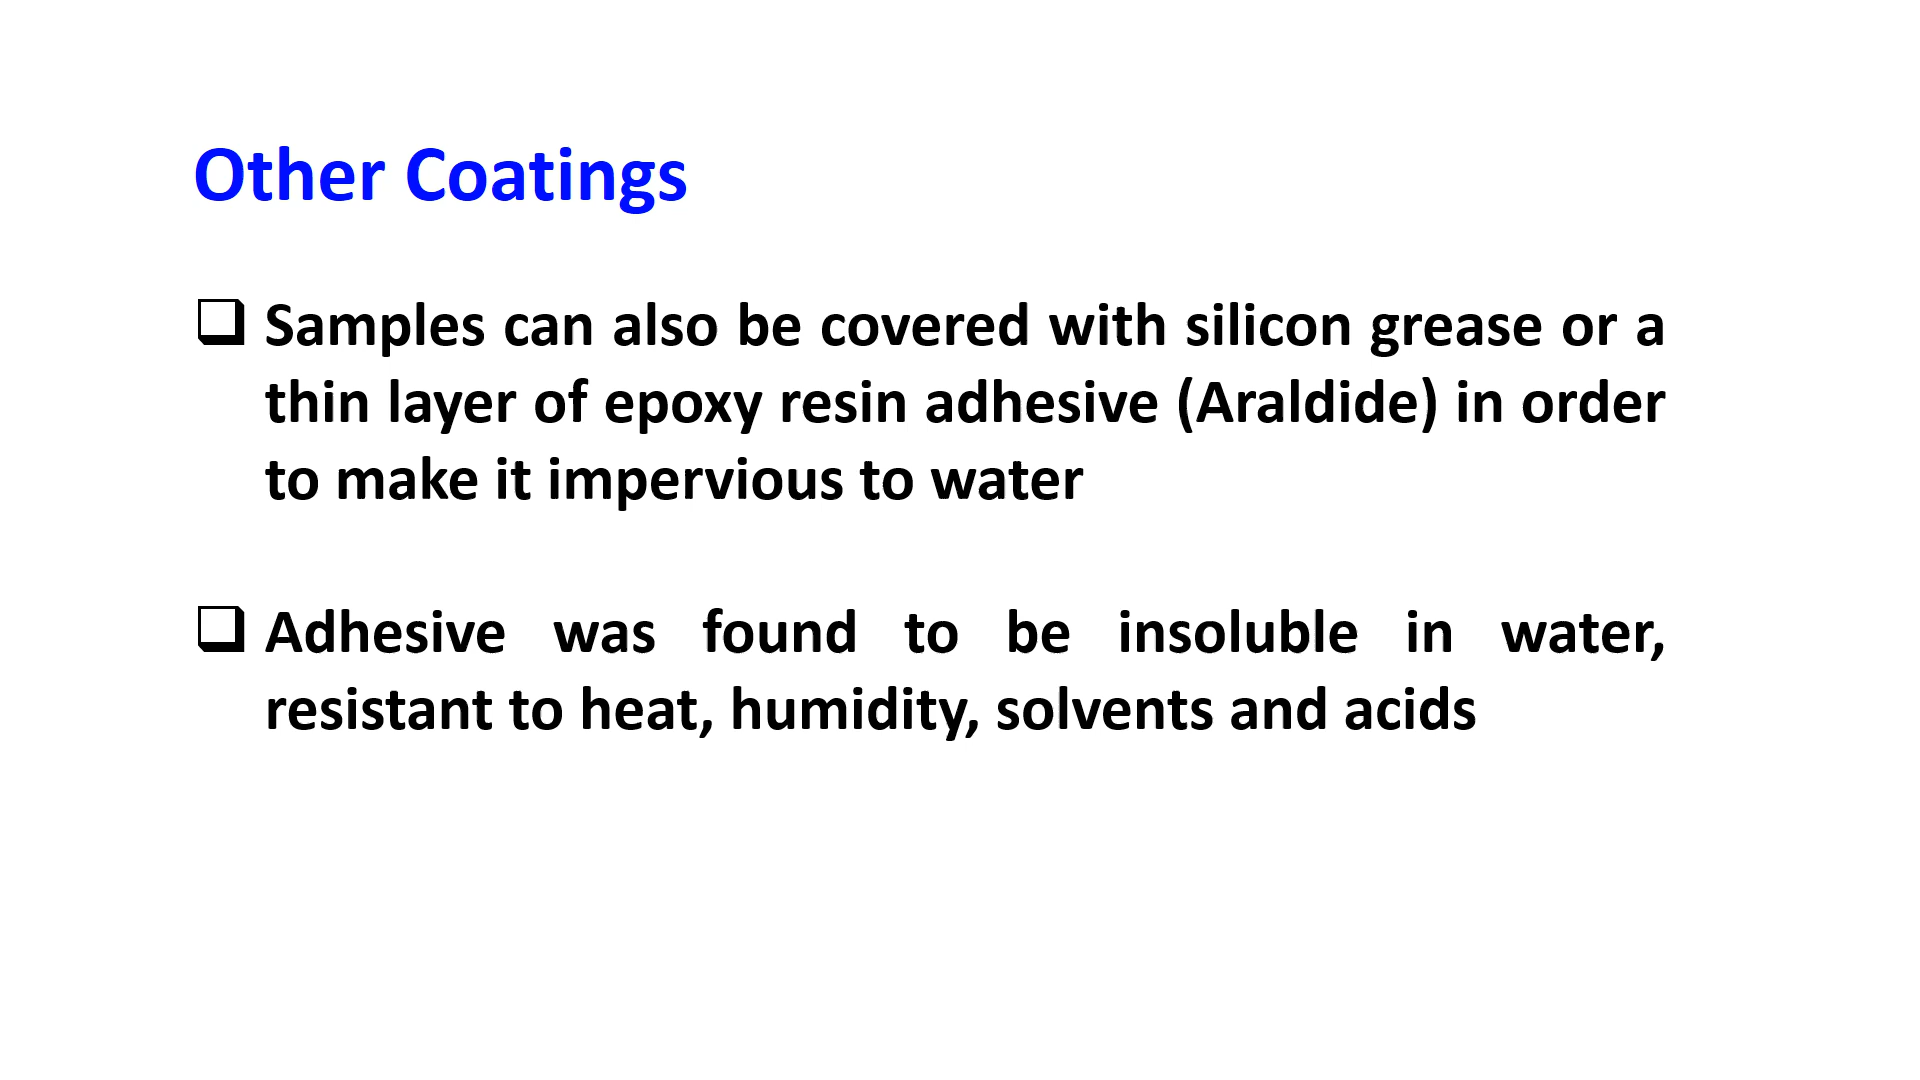 Other Coatings
❑ Samples can also be covered with silicon grease or a
thin layer of epoxy resin adhesive (Araldide) in order
to make it impervious to water
❑ Adhesive was found to be insoluble in water,
resistant to heat, humidity, solvents and acids